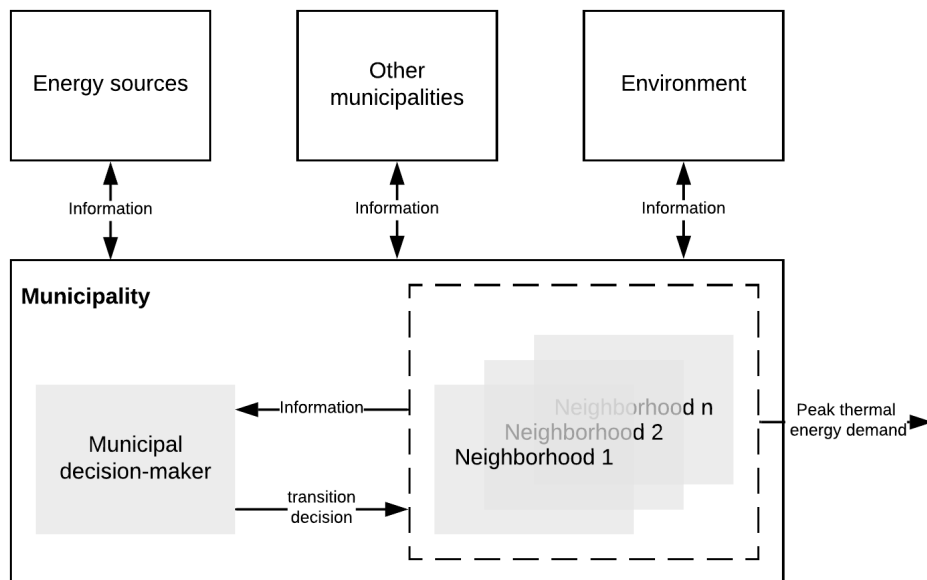 Energy sources
Other
municipalities
Environment
Information
Information
Information
Municipality
Neighborhood n
Neighborhood 2
Neighborhood 1
Information
Municipal
decision-maker
transition
decision
Peak thermal
energy demand